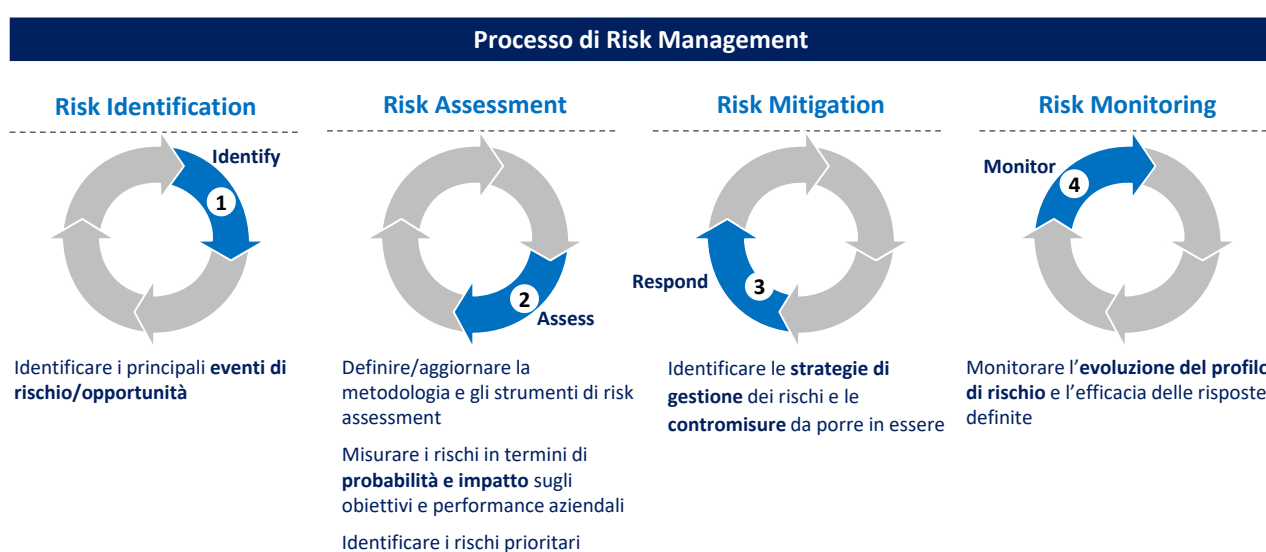 Processo di Risk Management
Risk Identification
Identify
1
Identificare i principali eventi di
rischio/opportunità
Risk Assessment
2
Assess
Definire/aggiornare la
metodologia e gli strumenti di risk
assessment
Misurare i rischi in termini di
probabilità e impatto sugli
obiettivi e performance aziendali
Identificare i rischi prioritari
Risk Mitigation
Respond
3
Identificare le strategie di
gestione dei rischi e le
contromisure da porre in essere
Risk Monitoring
Monitor
4
Monitorare l’evoluzione del profilo
di rischio e l’efficacia delle risposte
definite